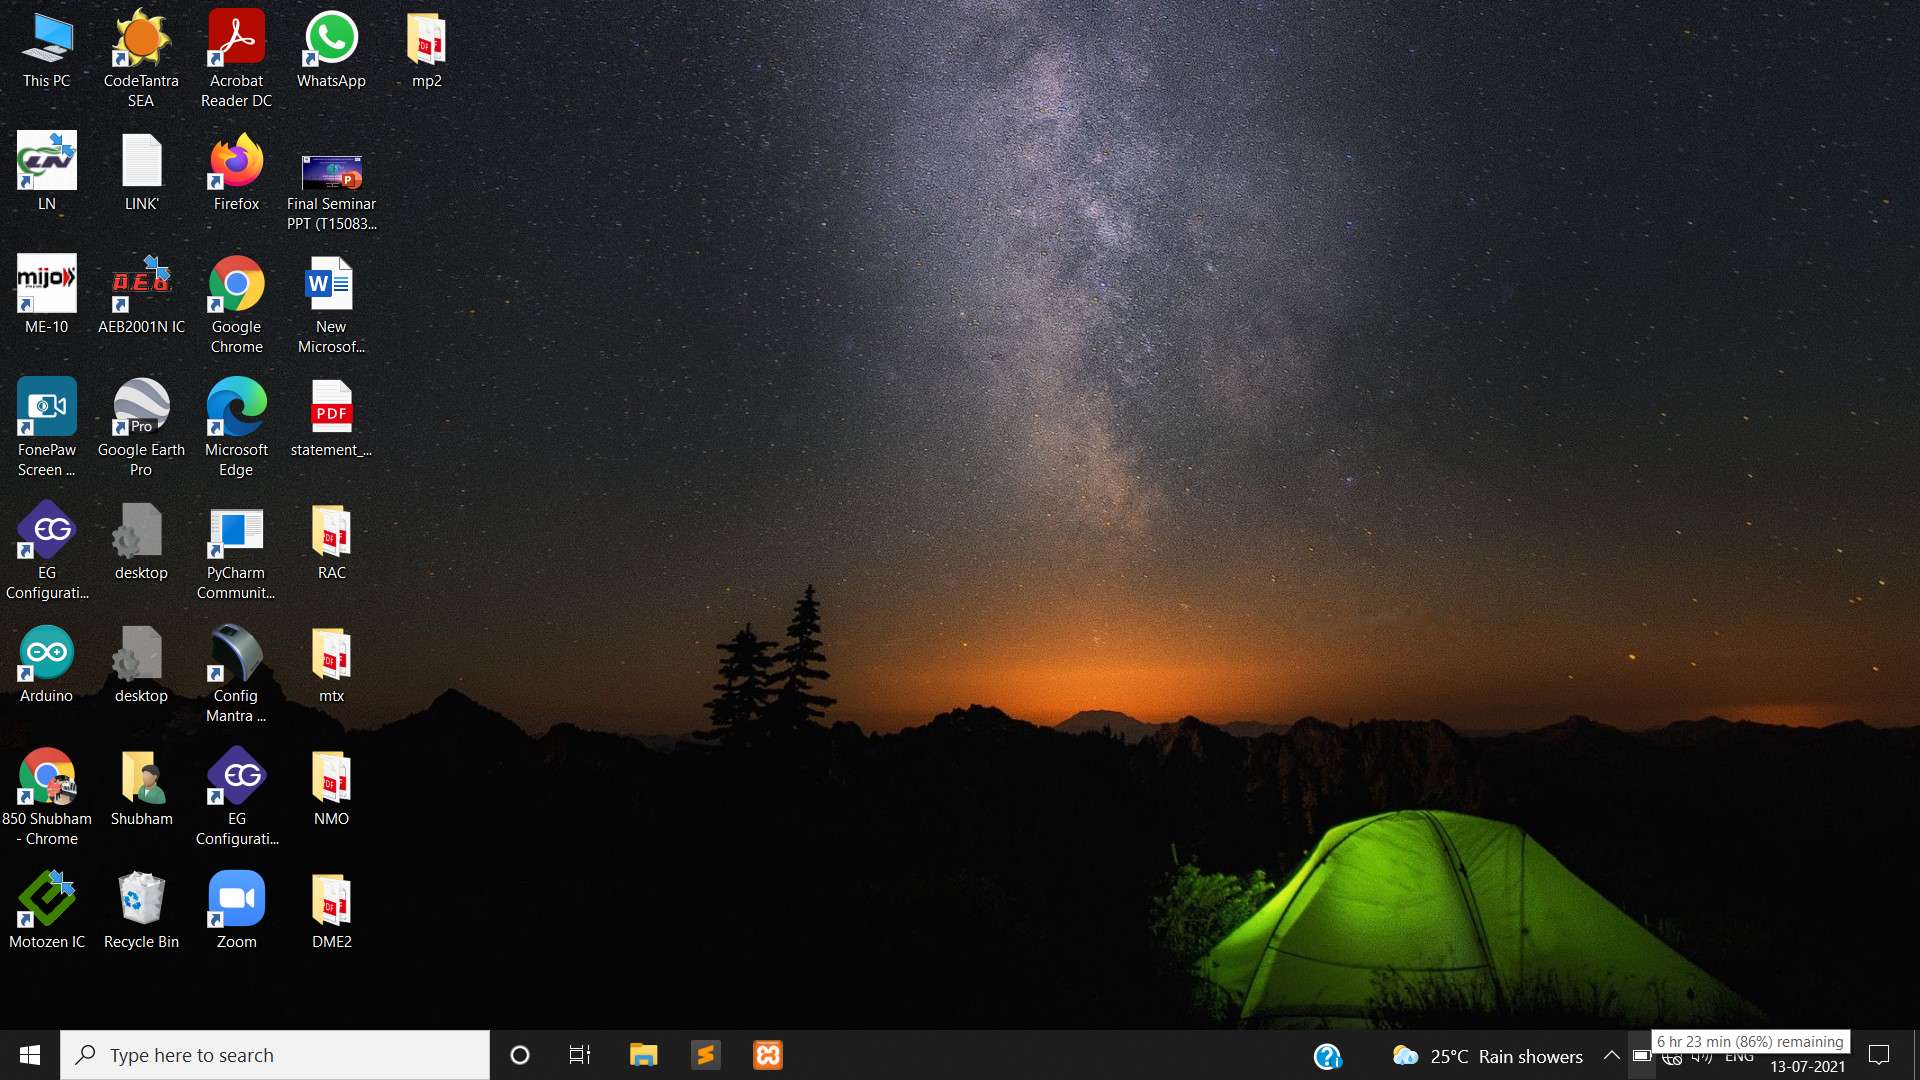 This PC
CodeTantra
SEA
Acrobat
Reader DC
WhatsApp
mp2
LN
LINK'
Firefox
Final Seminar
PPT (T15083...
mijo
ME-10
AEB
AEB2001N IC
Google
Chrome
New
Microsof...
FonePaw
Screen ...
Pro
Google Earth
Pro
Microsoft
Edge
PDF
statement_...
EG
Configurati...
desktop
PyCharm
Communit...
RAC
Arduino
desktop
Config
Mantra ...
mtx
850 Shubham
- Chrome
Shubham
EG
Configurati...
NMO
Motozen IC
Recycle Bin
Zoom
DME2
Type here to search
25°C Rain showers
6 hr 23 min (86%) remaining
ENG
13-07-2021